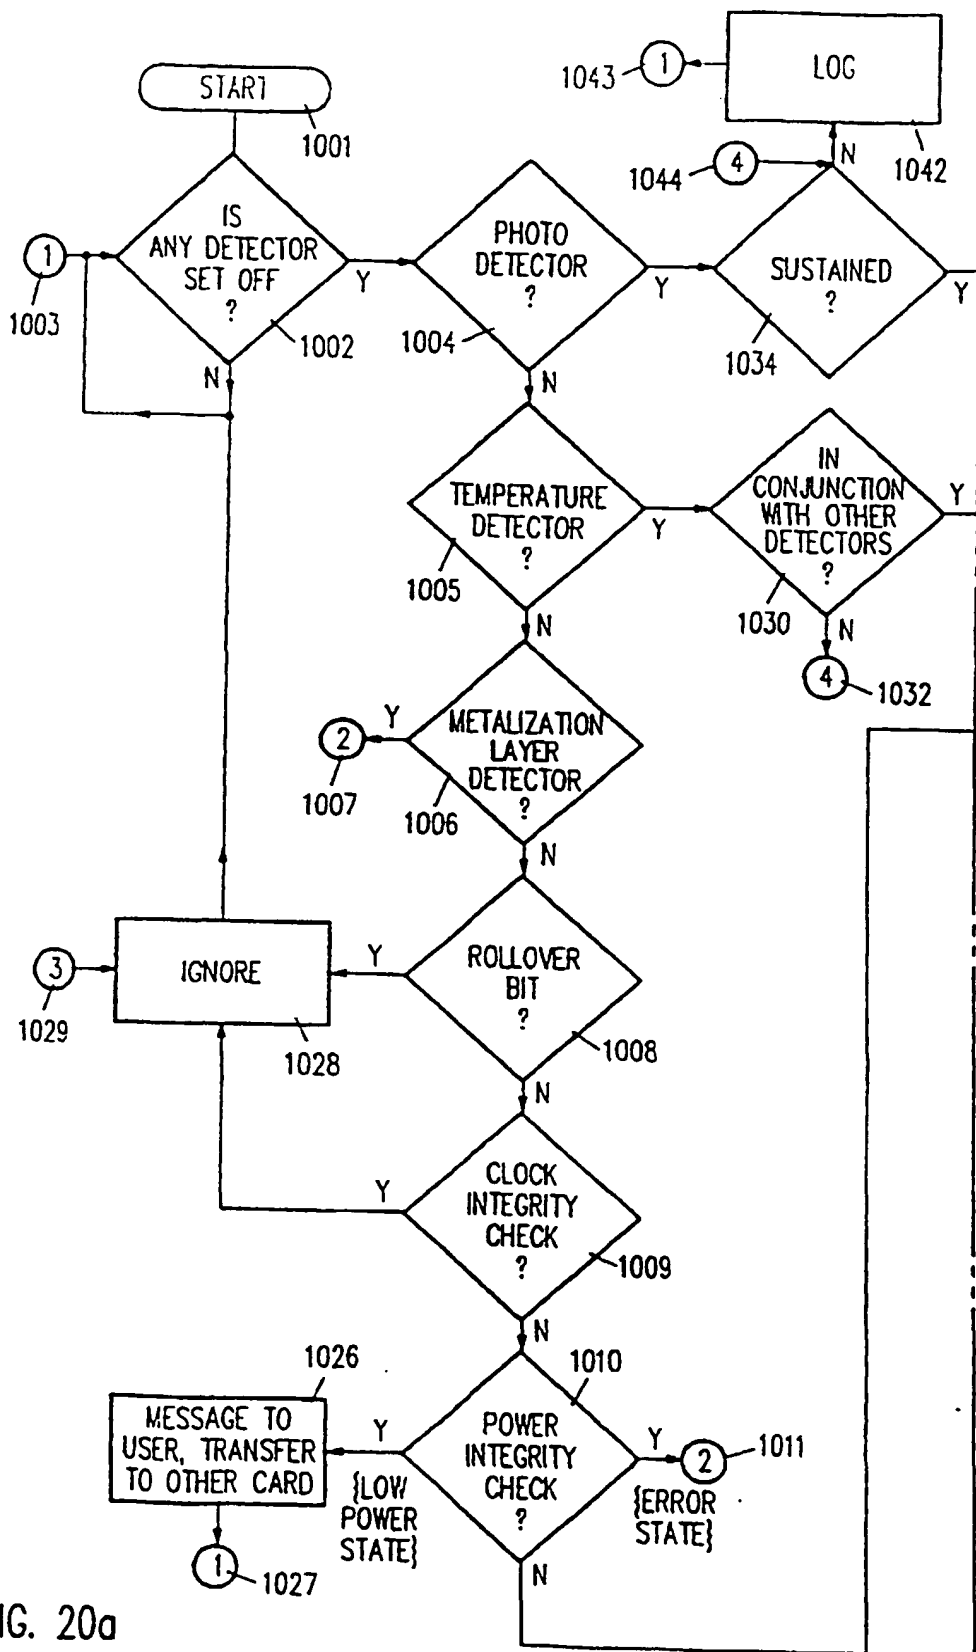 START
1001
1043
1
LOG
1042
1044
4
N
1
1003
IS
ANY DETECTOR
SET OFF
?
1002
Y
N
PHOTO
DETECTOR
?
1004
Y
N
SUSTAINED
?
1034
Y
TEMPERATURE
DETECTOR
?
1005
Y
N
IN
CONJUNCTION
WITH OTHER
DETECTORS
?
1030
Y
N
4
1032
2
1007
Y
METALIZATION
LAYER
DETECTOR
?
1006
N
3
1029
IGNORE
1028
Y
ROLLOVER
BIT
?
1008
N
Y
CLOCK
INTEGRITY
CHECK
?
1009
N
1026
MESSAGE TO
USER, TRANSFER
TO OTHER CARD
1
1027
Y
{LOW
POWER
STATE}
1010
POWER
INTEGRITY
CHECK
?
Y
2
1011
{ERROR
STATE}
N
IG. 20a